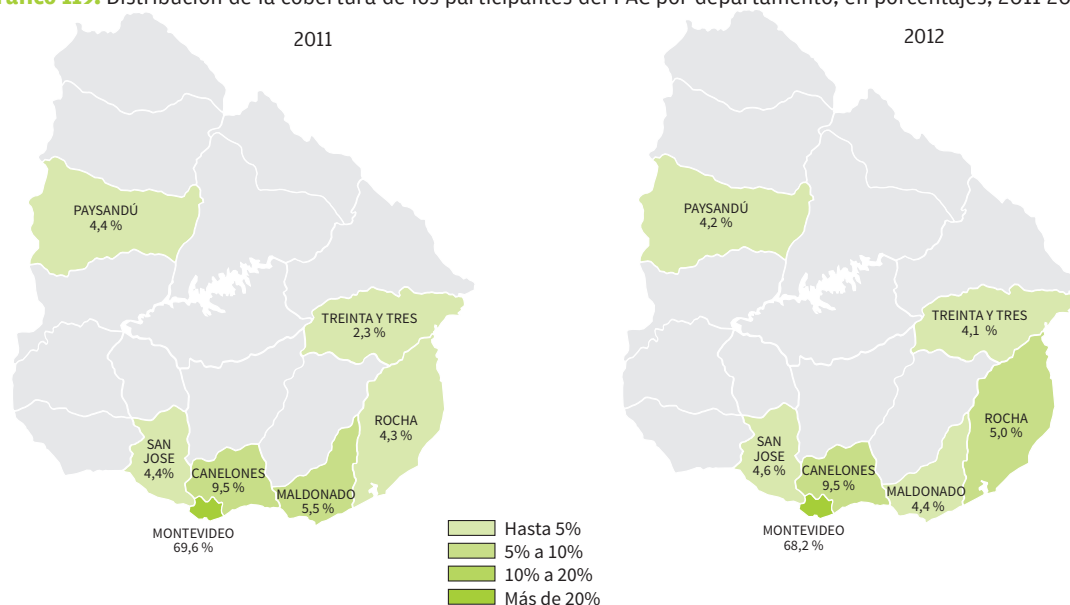 Gráfico 119. Distribución de la cobertura de los participantes del PAC por departamento, en porcentajes, 2011
2011
PAYSANDÚ
4,4 %
TREINTA Y TRES
2,3 %
ROCHA
4,3 %
SAN
JOSE
4,4%
CANELONES
9,5 %
MALDONADO
5,5 %
MONTEVIDEO
69,6 %
2012
PAYSANDÚ
4,2 %
TREINTA Y TRES
4,1 %
ROCHA
5,0 %
SAN
JOSE
4,6 %
CANELONES
9,5 %
MALDONADO
4,4 %
MONTEVIDEO
68,2 %
Hasta 5%
5% a 10%
10% a 20%
Más de 20%